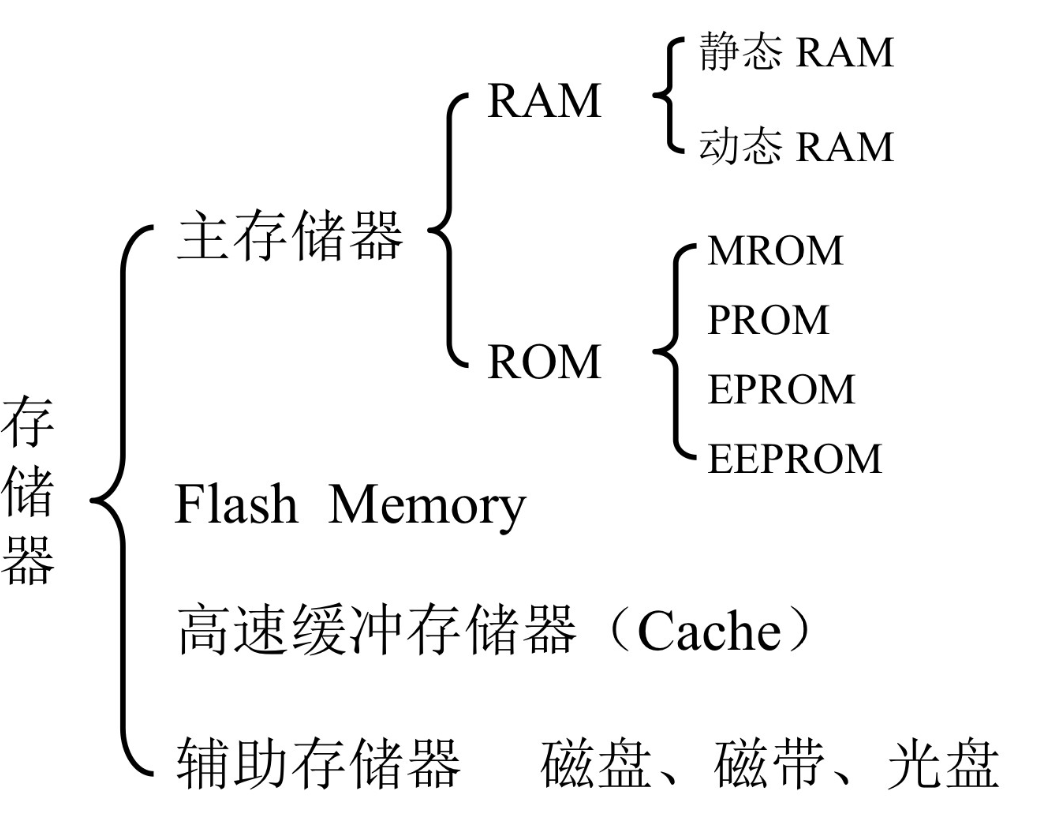 静态 RAM
RAM
动态 RAM
主存储器
MROM
PROM
ROM
EPROM
EEPROM
存储器
Flash Memory
高速缓冲存储器（Cache）
辅助存储器 磁盘、磁带、光盘